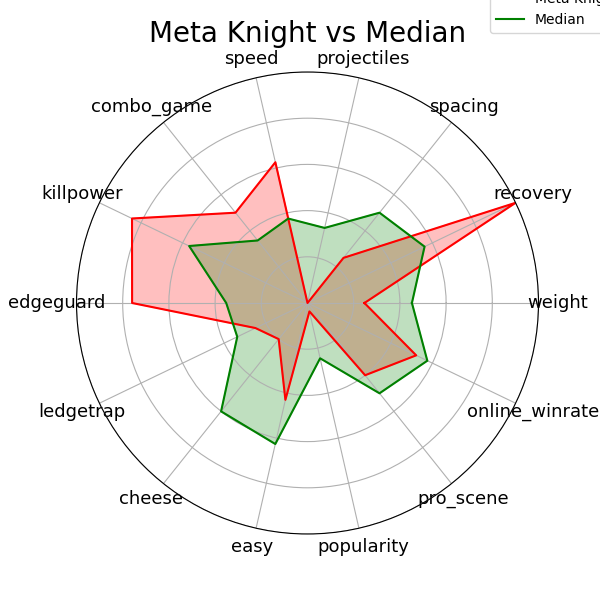 Meta Knight vs Median
Median
speed
projectiles
combo_game
spacing
killpower
recovery
edgeguard
weight
ledgetrap
online_winrate
cheese
pro_scene
easy
popularity